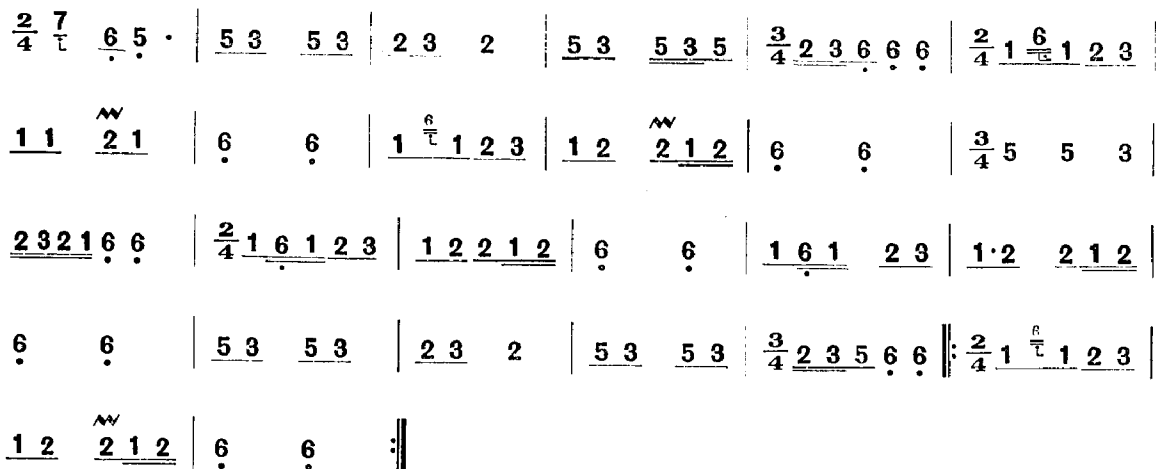 2/4 7 6̣ 5̣ · | 5 3 5 3 | 2 3 2 | 5 3 5 3 5 | 3/4 2 3 6̣ 6̣ 6̣ | 2/4 1 6 1 2 3 |
1 1 2 1 | 6̣ 6̣ | 1 6 1 2 3 | 1 2 2 1 2 | 6̣ 6̣ | 3/4 5 5 3 |
2 3 2 1 6̣ 6̣ | 2/4 1 6̣ 1 2 3 | 1 2 2 1 2 | 6̣ 6̣ | 1 6̣ 1 2 3 | 1·2 2 1 2 |
6̣ 6̣ | 5 3 5 3 | 2 3 2 | 5 3 5 3 | 3/4 2 3 5 6̣ 6̣ ‖: 2/4 1 6 1 2 3 |
1 2 2 1 2 | 6̣ 6̣ :‖